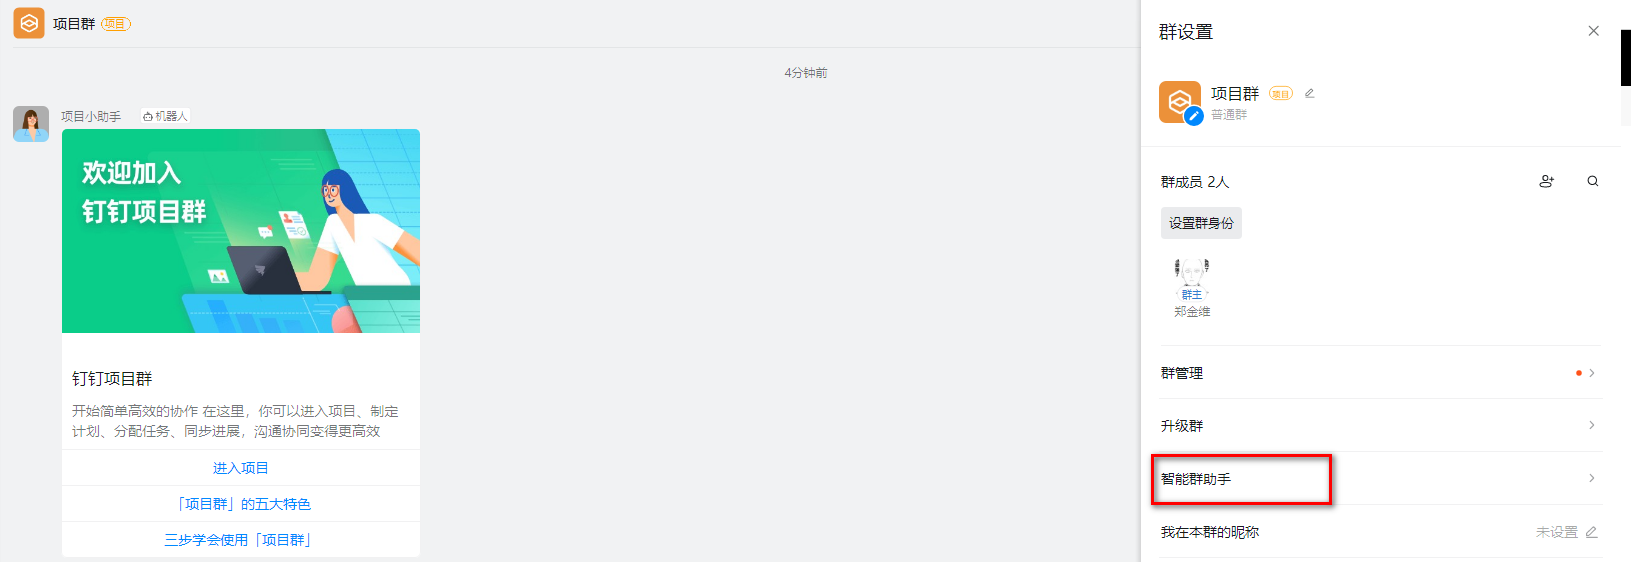 项目群 项目
4分钟前
项目小助手 机器人
欢迎加入
钉钉项目群
钉钉项目群
开始简单高效的协作 在这里，你可以进入项目、制定
计划、分配任务、同步进展，沟通协同变得更高效
进入项目
「项目群」的五大特色
三步学会使用「项目群」
群设置
项目群 项目
普通群
群成员 2人
设置群身份
群主
郑金维
群管理
升级群
智能群助手
我在本群的昵称 未设置